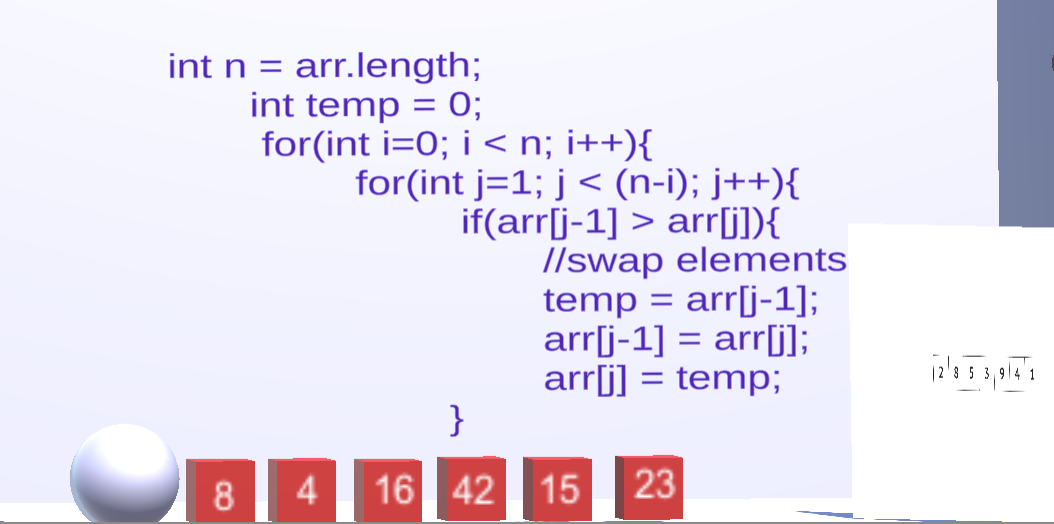 int n = arr.length;
int temp = 0;
for(int i=0; i < n; i++){
for(int j=1; j < (n-i); j++){
if(arr[j-1] > arr[j]){
//swap elements
temp = arr[j-1];
arr[j-1] = arr[j];
arr[j] = temp;
}
2 8 5 3 9 4 1
8 4 16 42 15 23